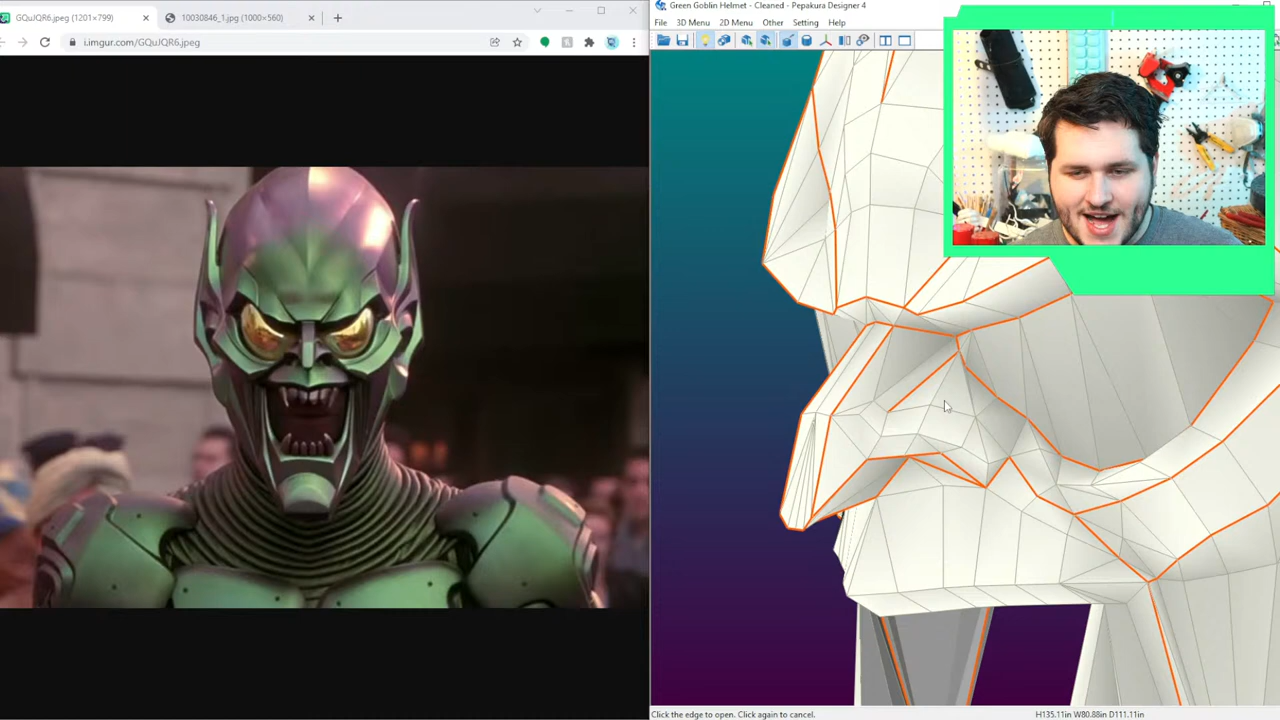 GQuJQR6.jpeg (1201×799)
10030846_1.jpg (1000×560)
i.imgur.com/GQuJQR6.jpeg
Green Goblin Helmet - Cleaned - Pepakura Designer 4
File 3D Menu 2D Menu Other Setting Help
Click the edge to open. Click again to cancel.
H135.11in W80.88in D111.11in